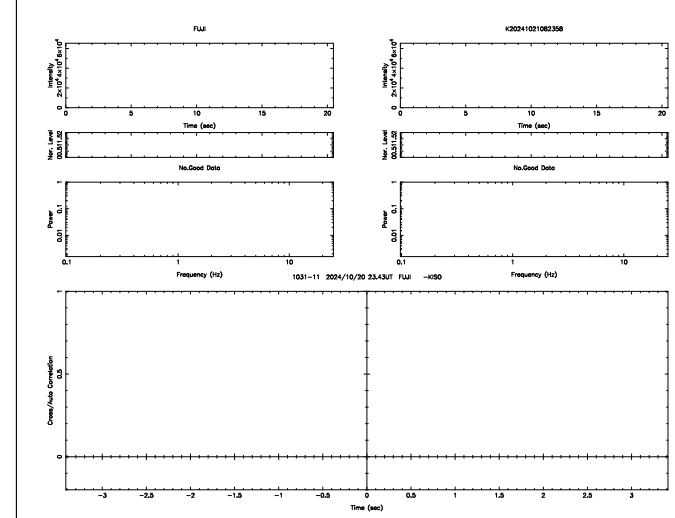 FUJI
K20241021082358
Intensity
0 2×10⁴ 4×10⁴ 6×10⁴
0 5 10 15 20
Time (sec)
Intensity
0 2×10⁴ 4×10⁴ 6×10⁴
0 5 10 15 20
Time (sec)
Nor. Level
00.511.52
Nor. Level
00.511.52
No.Good Data
No.Good Data
Power
0.01 0.1 1
0.1 1 10
Frequency (Hz)
Power
0.01 0.1 1
0.1 1 10
Frequency (Hz)
1031-11 2024/10/20 23.43UT FUJI -KISO
Cross/Auto Correlation
0 0.5 1
-3 -2.5 -2 -1.5 -1 -0.5 0 0.5 1 1.5 2 2.5 3
Time (sec)